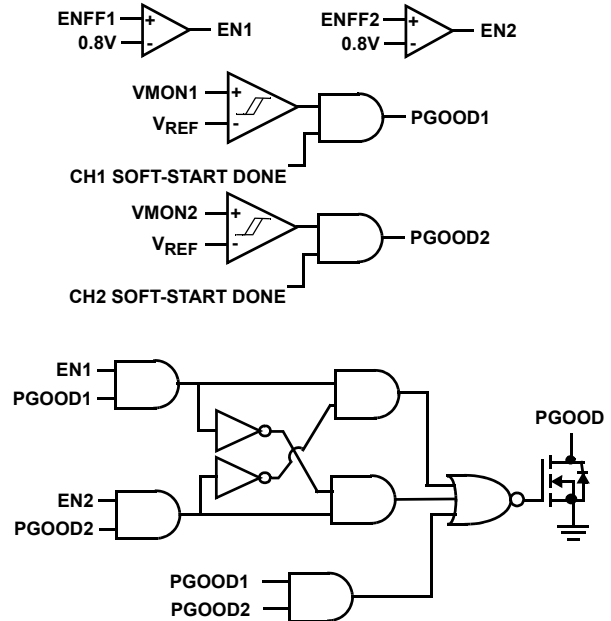 ENFF1 + EN1
0.8V -
ENFF2 + EN2
0.8V -
VMON1 +
VREF - PGOOD1
CH1 SOFT-START DONE
VMON2 +
VREF - PGOOD2
CH2 SOFT-START DONE
EN1
PGOOD1
PGOOD
EN2
PGOOD2
PGOOD1
PGOOD2